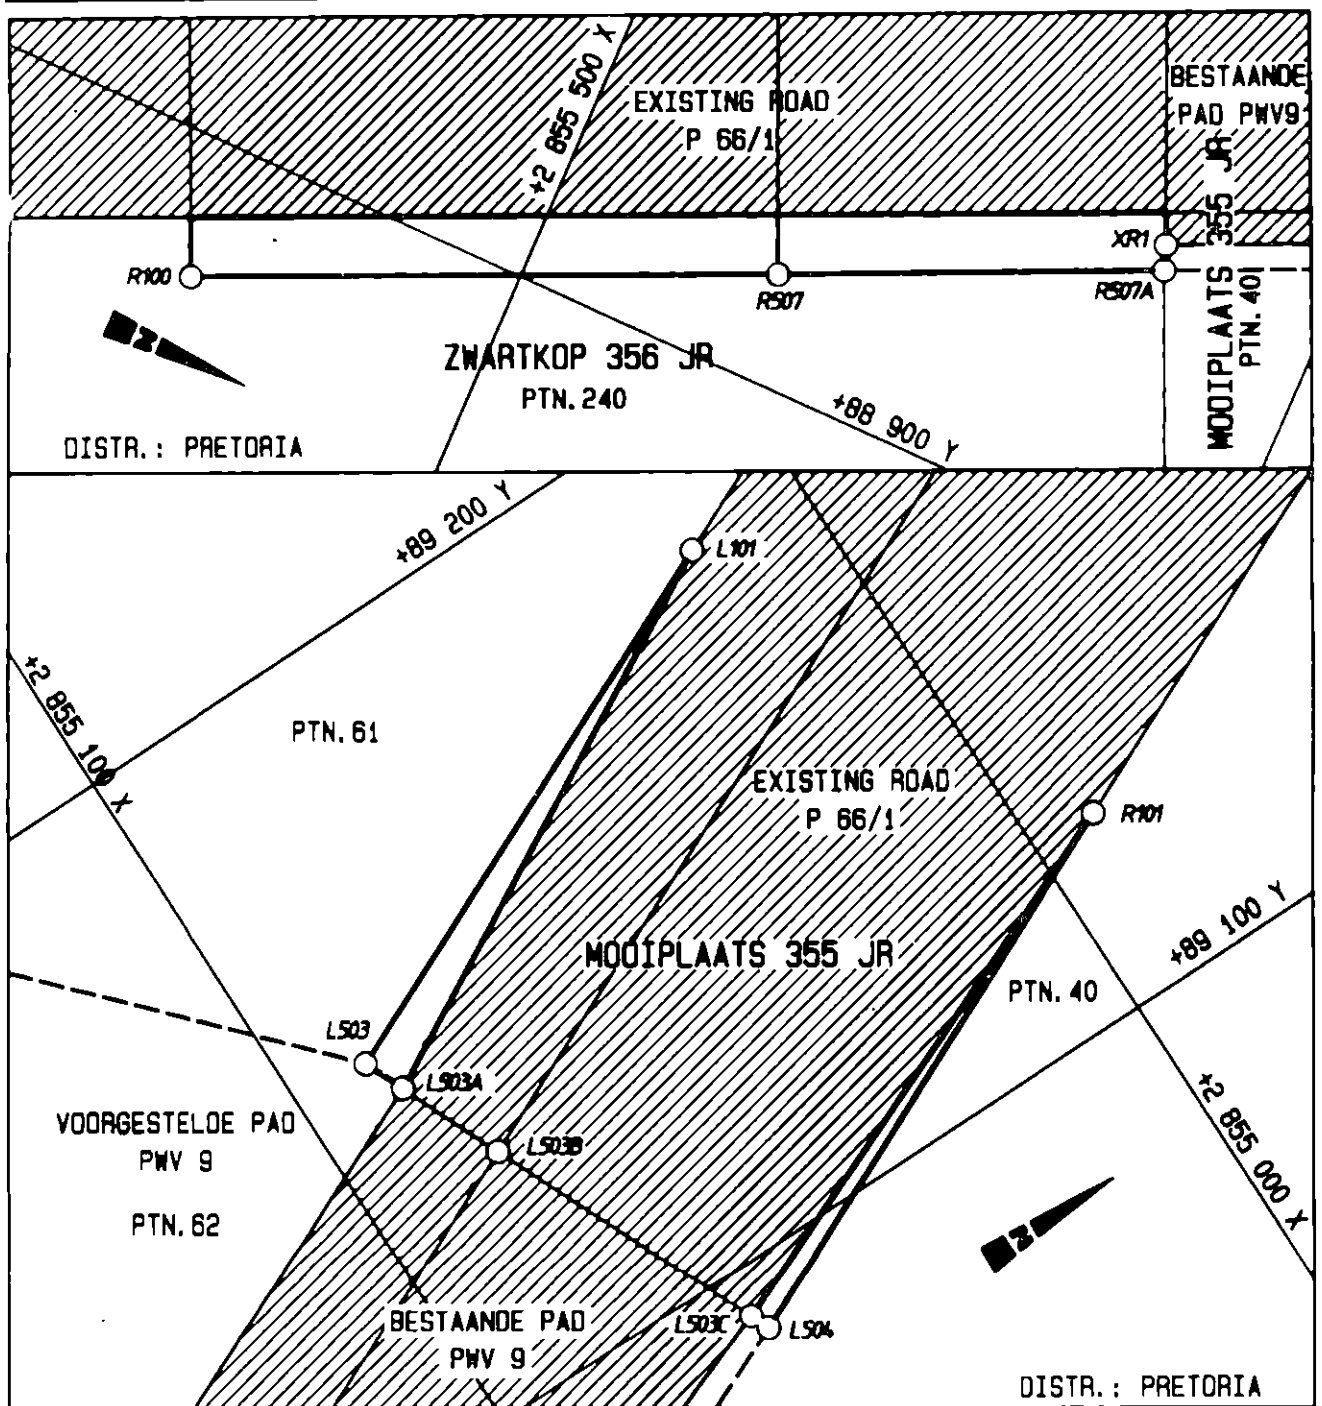 +2 855 500 X
EXISTING ROAD
P 66/1
BESTAANDE
PAD PWV9
R100
R507
XR1
R507A
MOOIPLAATS 355 JR
PTN. 40
N
ZWARTKOP 356 JR
PTN. 240
+88 900 Y
DISTR.: PRETORIA
+89 200 Y
L101
+2 855 100 X
PTN. 61
EXISTING ROAD
P 66/1
R101
MOOIPLAATS 355 JR
+89 100 Y
PTN. 40
L503
L503A
L503B
VOORGESTELDE PAD
PWV 9
PTN. 62
+2 855 000 X
N
BESTAANDE PAD
PWV 9
L503C
L504
DISTR.: PRETORIA